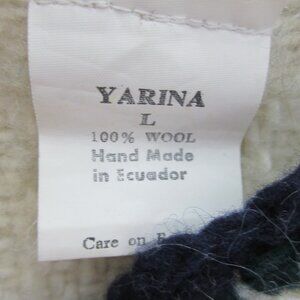 YARINA
L
100% WOOL
Hand Made
in Ecuador
Care on